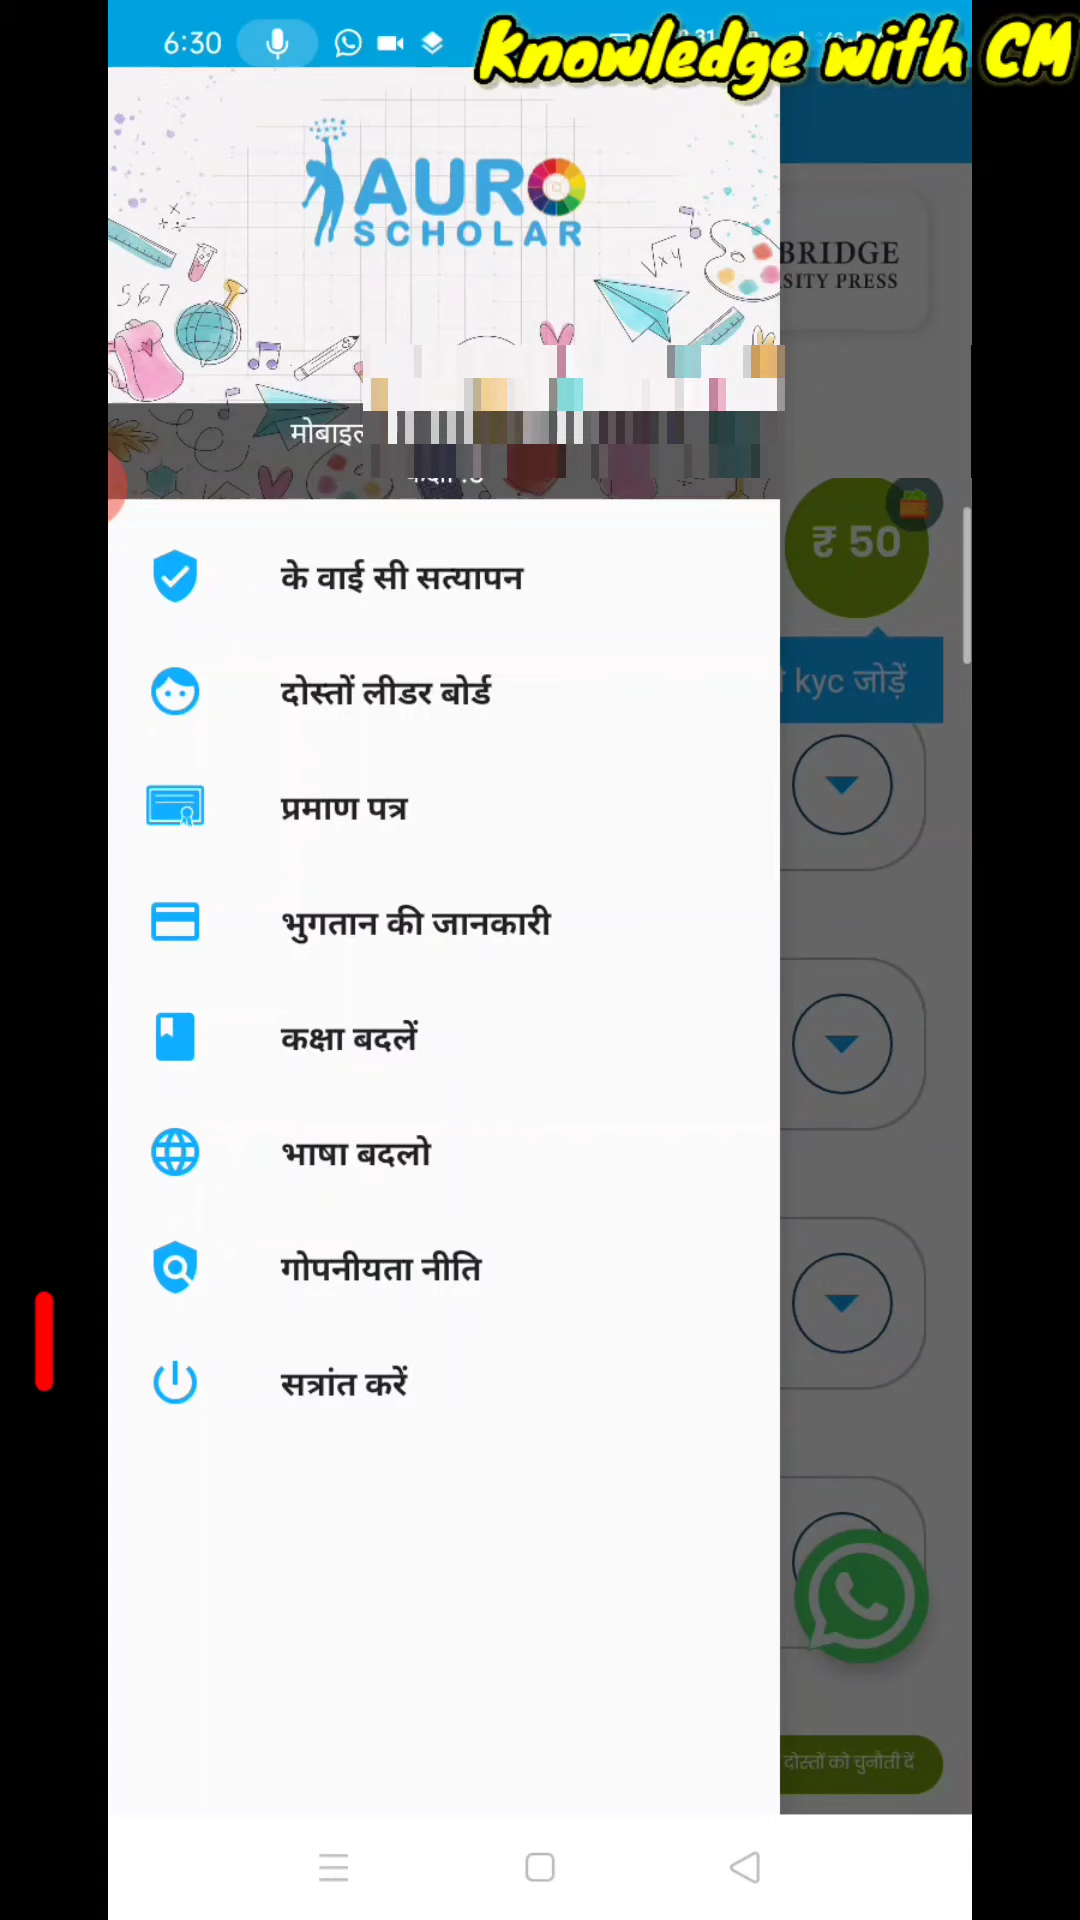 6:30
Knowledge with CM
AURO
SCHOLAR
567
√xy
BRIDGE
SITY PRESS
मोबाइल
₹ 50
के वाई सी सत्यापन
kyc जोड़ें
दोस्तों लीडर बोर्ड
प्रमाण पत्र
भुगतान की जानकारी
कक्षा बदलें
भाषा बदलो
गोपनीयता नीति
सत्रांत करें
दोस्तों को चुनौती दें